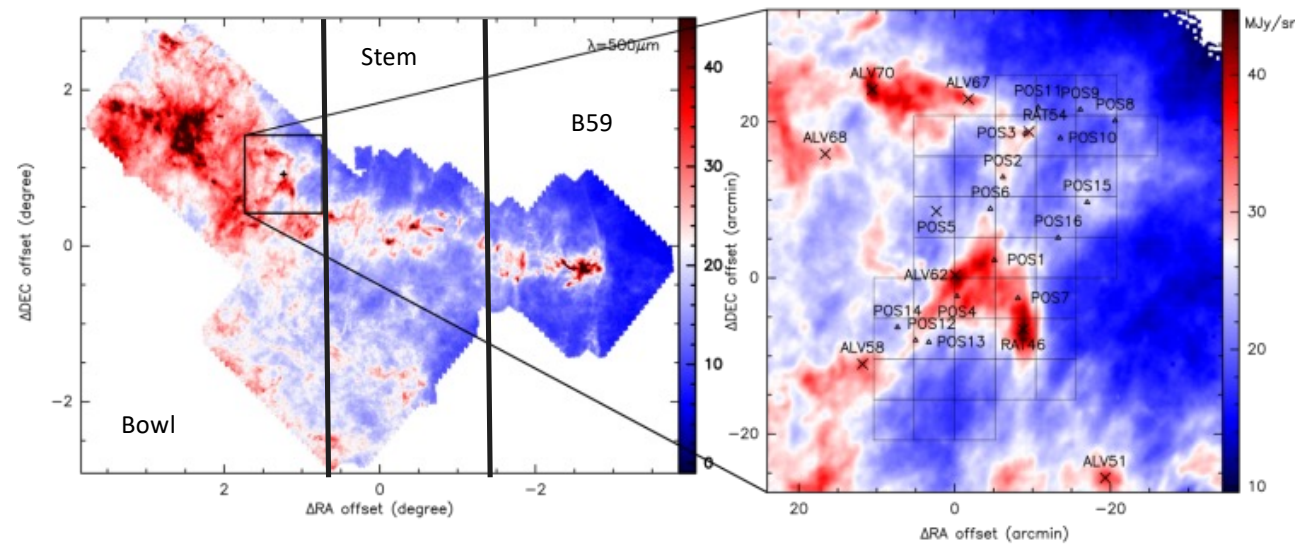 Stem
λ=500μm
B59
Bowl
2
0
-2
ΔDEC offset (degree)
2
0
-2
ΔRA offset (degree)
40
30
20
10
0
MJy/sr
ALV70
ALV67
POS11
POS9
POS8
RAT54
POS3
POS10
ALV68
POS2
POS6
POS15
POS5
POS16
POS1
ALV62
POS7
POS4
POS14
POS12
POS13
RAT46
ALV58
ALV51
20
0
-20
ΔDEC offset (arcmin)
20
0
-20
ΔRA offset (arcmin)
40
30
20
10